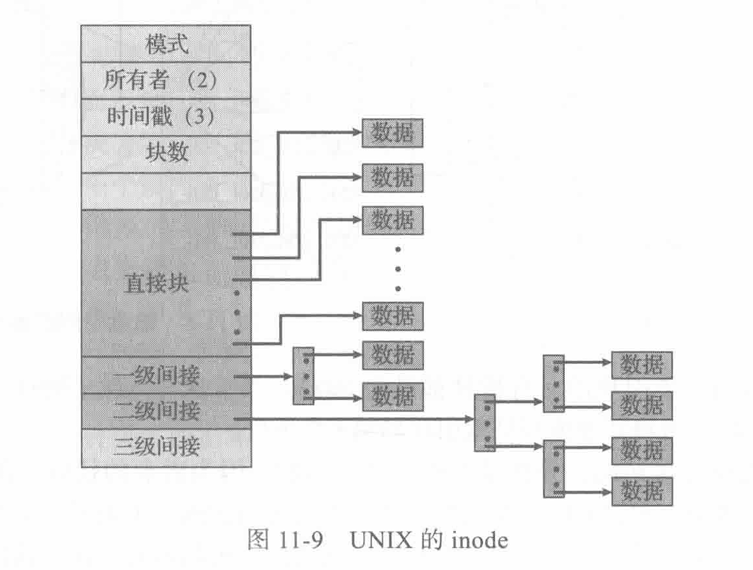 模式
所有者 (2)
时间戳 (3)
块数
数据
数据
数据
直接块
数据
数据
一级间接
数据
数据
二级间接
数据
三级间接
数据
数据
图 11-9 UNIX 的 inode